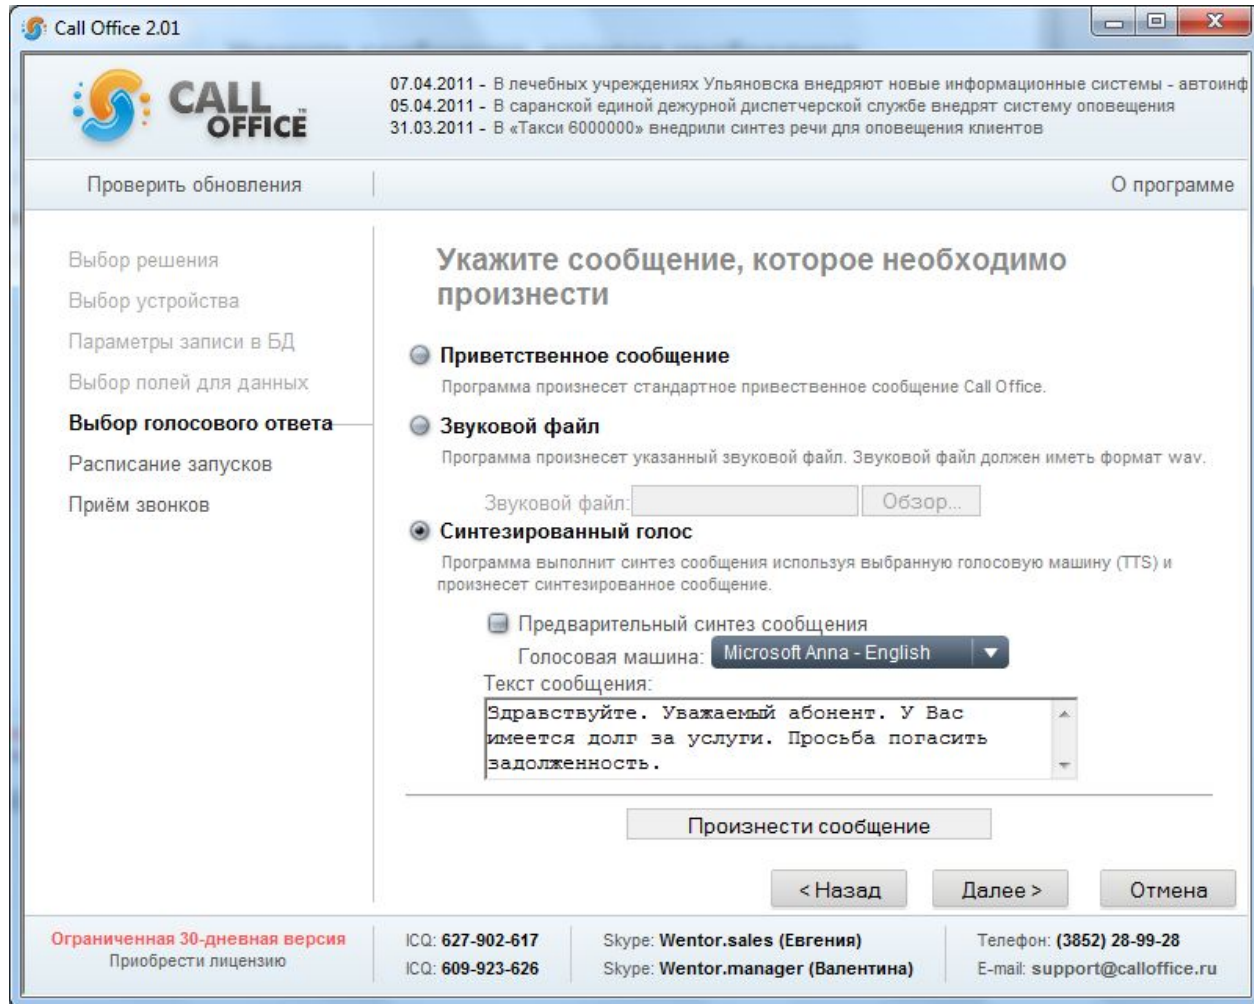 Call Office 2.01
CALL OFFICE™
07.04.2011 - В лечебных учреждениях Ульяновска внедряют новые информационные системы - автоинф
05.04.2011 - В саранской единой дежурной диспетчерской службе внедрят систему оповещения
31.03.2011 - В «Такси 6000000» внедрили синтез речи для оповещения клиентов
Проверить обновления
О программе
Выбор решения
Выбор устройства
Параметры записи в БД
Выбор полей для данных
Выбор голосового ответа
Расписание запусков
Приём звонков
Укажите сообщение, которое необходимо
произнести
Приветственное сообщение
Программа произнесет стандартное привественное сообщение Call Office.
Звуковой файл
Программа произнесет указанный звуковой файл. Звуковой файл должен иметь формат wav.
Звуковой файл:
Обзор...
Синтезированный голос
Программа выполнит синтез сообщения используя выбранную голосовую машину (TTS) и
произнесет синтезированное сообщение.
Предварительный синтез сообщения
Голосовая машина: Microsoft Anna - English
Текст сообщения:
Здравствуйте. Уважаемый абонент. У Вас
имеется долг за услуги. Просьба погасить
задолженность.
Произнести сообщение
< Назад
Далее >
Отмена
Ограниченная 30-дневная версия
Приобрести лицензию
ICQ: 627-902-617
ICQ: 609-923-626
Skype: Wentor.sales (Евгения)
Skype: Wentor.manager (Валентина)
Телефон: (3852) 28-99-28
E-mail: support@calloffice.ru